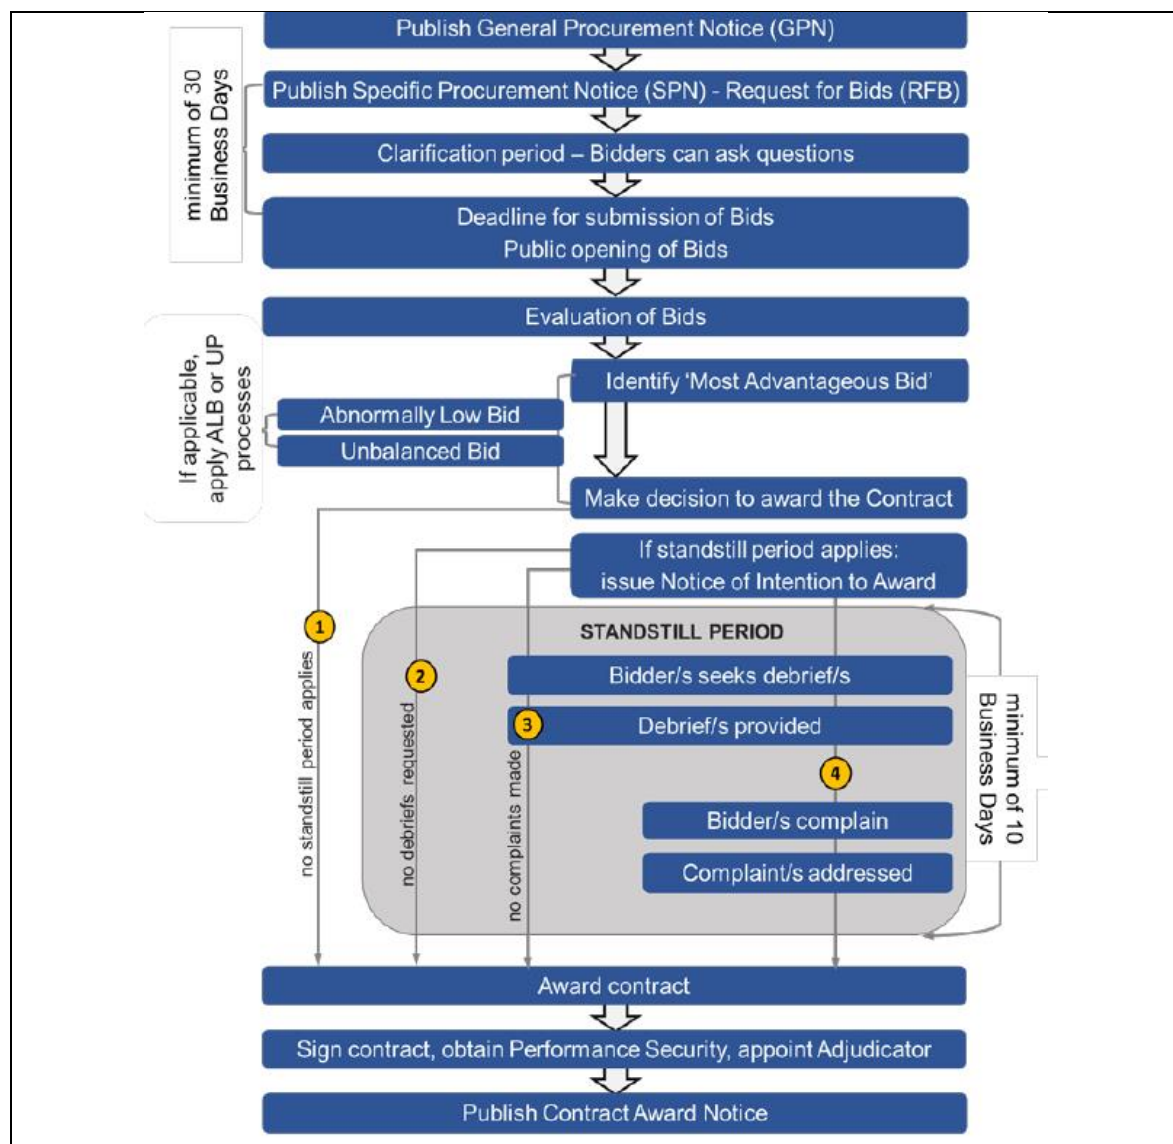 Publish General Procurement Notice (GPN)
minimum of 30
Business Days
Publish Specific Procurement Notice (SPN) - Request for Bids (RFB)
Clarification period – Bidders can ask questions
Deadline for submission of Bids
Public opening of Bids
Evaluation of Bids
If applicable,
apply ALB or UP
processes
Identify ‘Most Advantageous Bid’
Abnormally Low Bid
Unbalanced Bid
Make decision to award the Contract
If standstill period applies:
issue Notice of Intention to Award
1
no standstill period applies
2
no debriefs requested
STANDSTILL PERIOD
Bidder/s seeks debrief/s
3
Debrief/s provided
no complaints made
4
Bidder/s complain
Complaint/s addressed
minimum of 10
Business Days
Award contract
Sign contract, obtain Performance Security, appoint Adjudicator
Publish Contract Award Notice